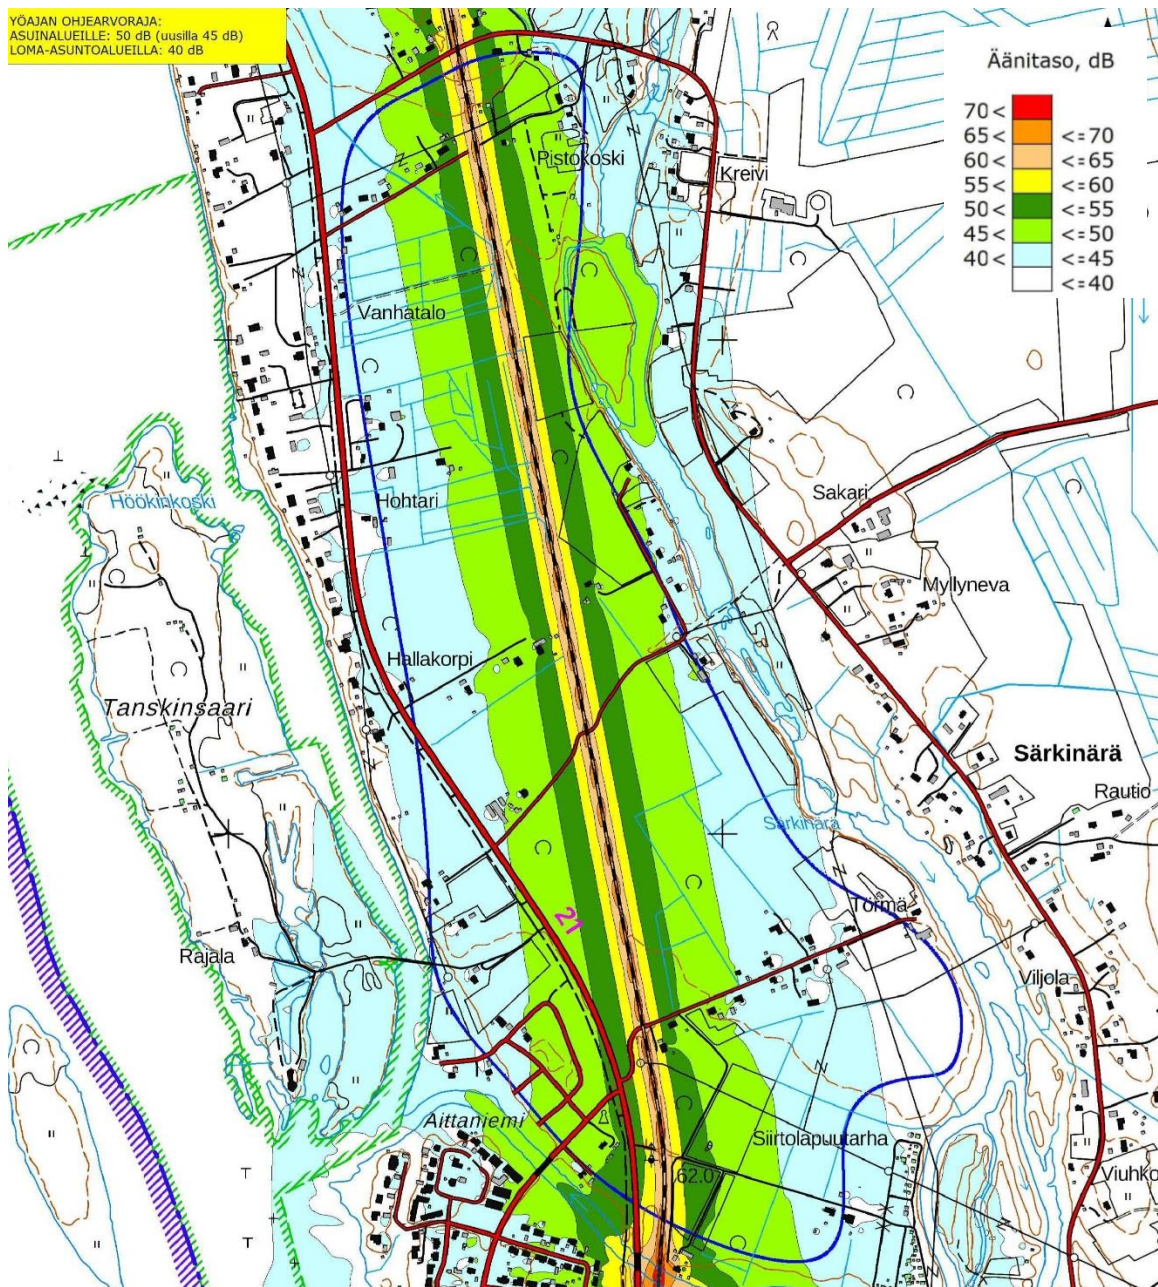 YÖAJAN OHJEARVORAJA:
ASUINALUEILLE: 50 dB (uusilla 45 dB)
LOMA-ASUNTOALUEILLA: 40 dB
Äänitaso, dB
70<
65< <=70
60< <=65
55< <=60
50< <=55
45< <=50
40< <=45
<=40
Pistokoski
Kreivi
Vanhatalo
Höökinkoski
Hohtari
Sakari
Myllyneva
Hallakorpi
Tanskinsaari
Särkinärä
Rautio
Särkinärä
Törmä
21
Rajala
Viljola
Aittaniemi
Siirtolapuutarha
62.0
Viuhko